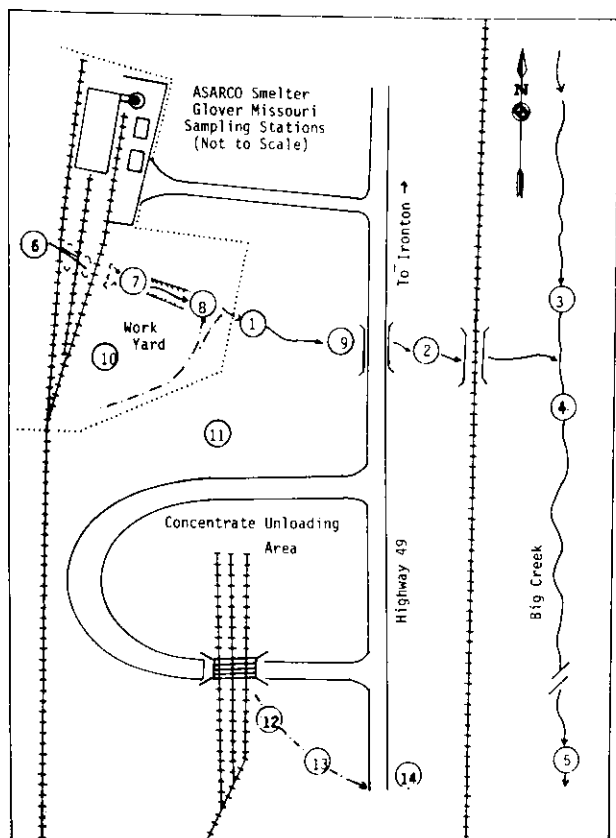 ASARCO Smelter
Glover Missouri
Sampling Stations
(Not to Scale)
N
To Ironton →
6
7
8
1
9
2
3
4
Work
Yard
10
11
Concentrate Unloading
Area
Highway 49
Big Creek
12
13
14
5